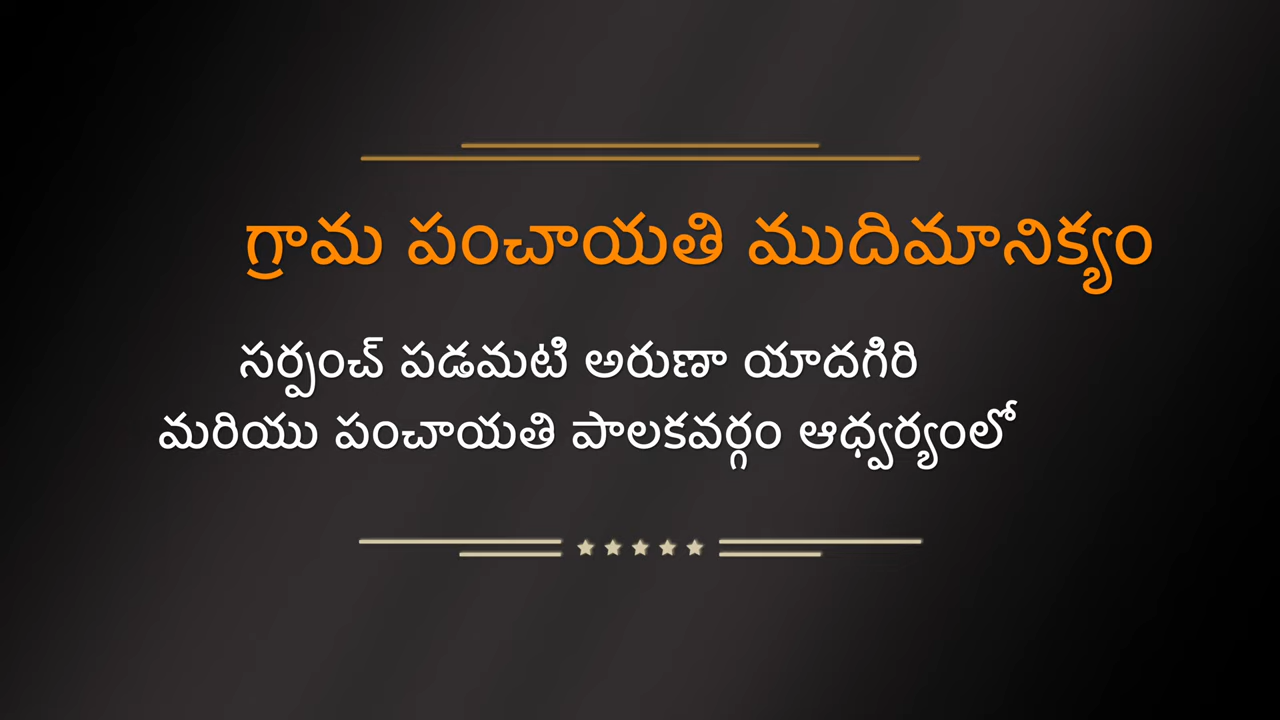 గ్రామ పంచాయతి ముదిమానిక్యం
సర్పంచ్ పడమటి అరుణా యాదగిరి
మరియు పంచాయతి పాలకవర్గం ఆధ్వర్యంలో